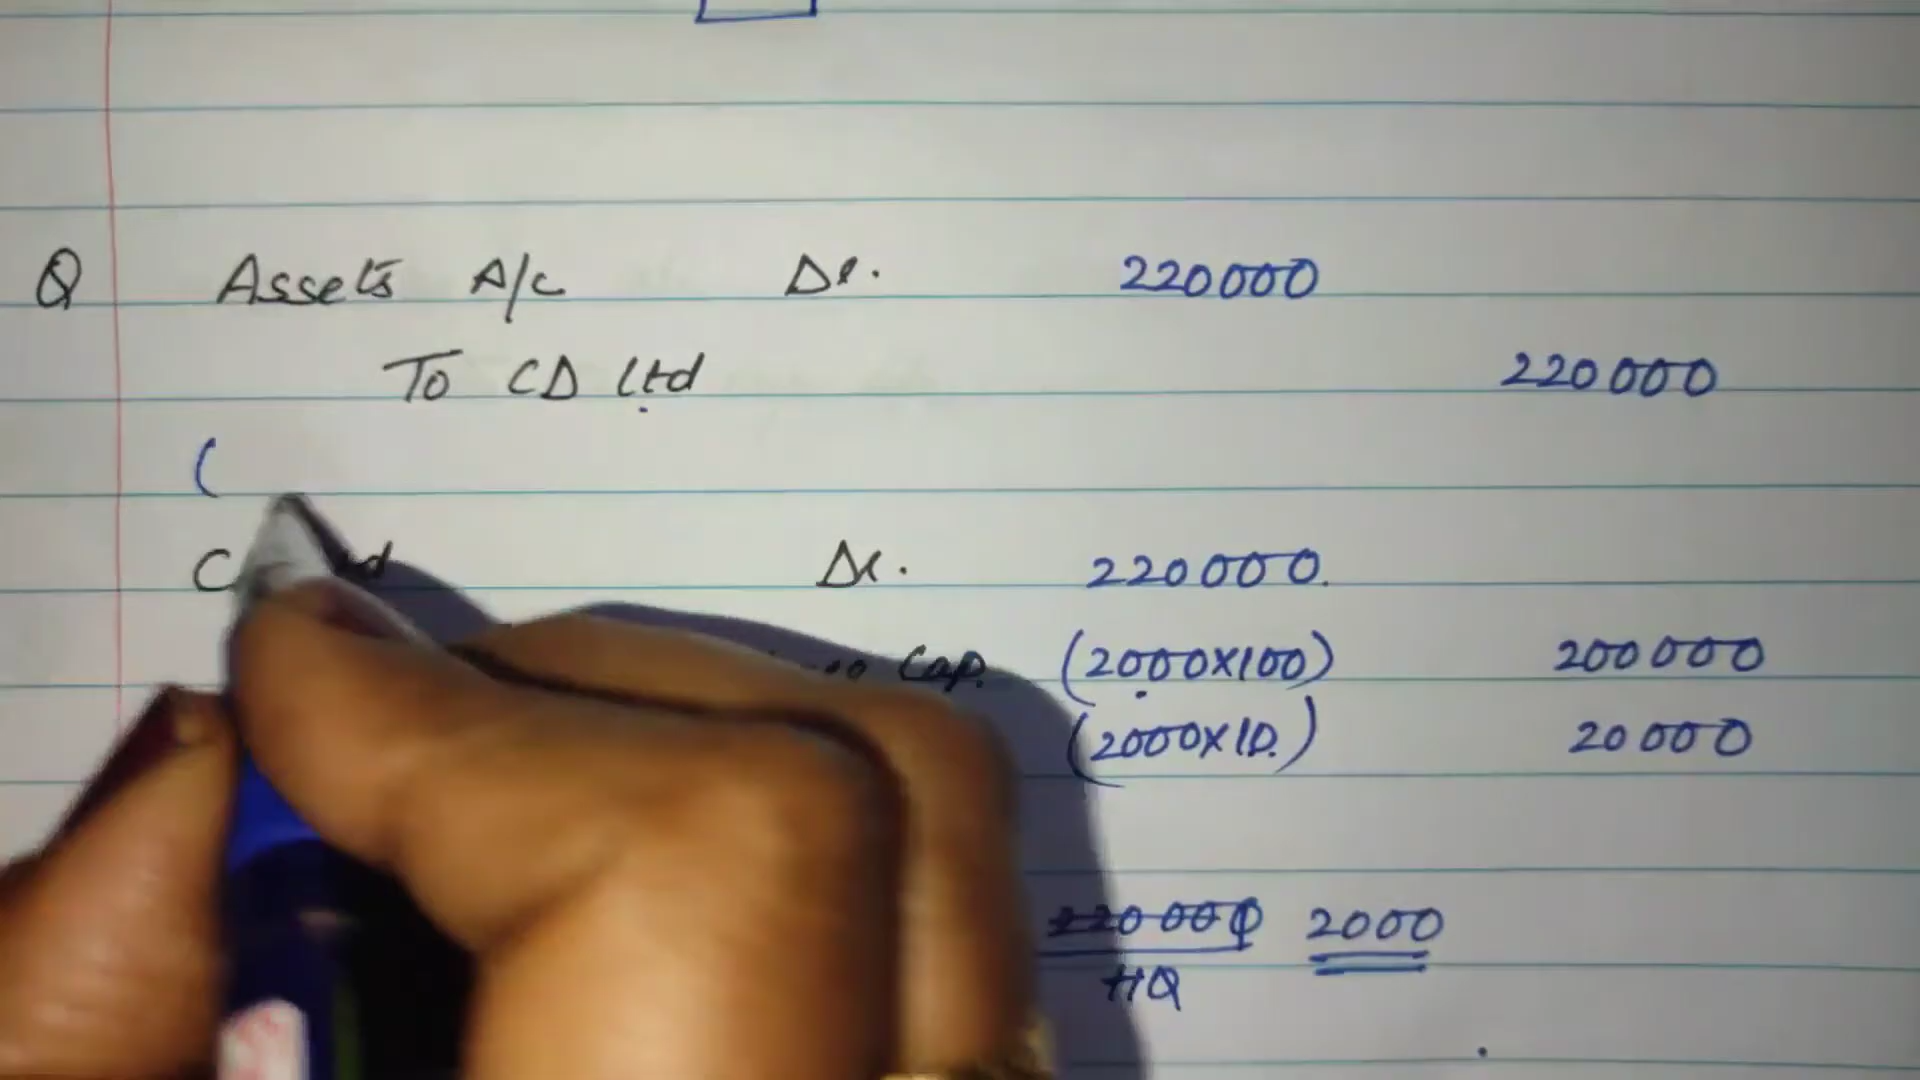 Q Assets A/c Dr. 220000
To CD Ltd 220000
(
Dr. 220000.
Cap. (2000x100) 200000
(2000x10.) 20000
220000 2000
110